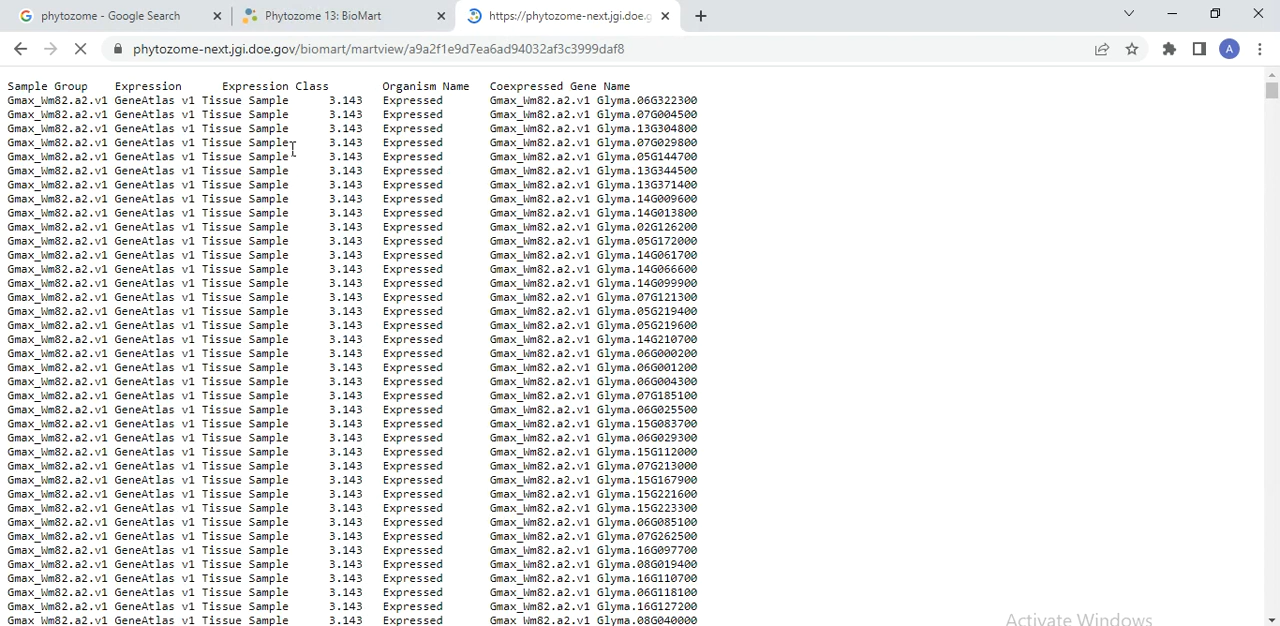 phytozome - Google Search
Phytozome 13: BioMart
https://phytozome-next.jgi.doe.g
phytozome-next.jgi.doe.gov/biomart/martview/a9a2f1e9d7ea6ad94032af3c3999daf8
A
Sample Group Expression Expression Class Organism Name Coexpressed Gene Name
Gmax_Wm82.a2.v1 GeneAtlas v1 Tissue Sample 3.143 Expressed Gmax_Wm82.a2.v1 Glyma.06G322300
Gmax_Wm82.a2.v1 GeneAtlas v1 Tissue Sample 3.143 Expressed Gmax_Wm82.a2.v1 Glyma.07G004500
Gmax_Wm82.a2.v1 GeneAtlas v1 Tissue Sample 3.143 Expressed Gmax_Wm82.a2.v1 Glyma.13G304800
Gmax_Wm82.a2.v1 GeneAtlas v1 Tissue Sample 3.143 Expressed Gmax_Wm82.a2.v1 Glyma.07G029800
Gmax_Wm82.a2.v1 GeneAtlas v1 Tissue Sample 3.143 Expressed Gmax_Wm82.a2.v1 Glyma.05G144700
Gmax_Wm82.a2.v1 GeneAtlas v1 Tissue Sample 3.143 Expressed Gmax_Wm82.a2.v1 Glyma.13G344500
Gmax_Wm82.a2.v1 GeneAtlas v1 Tissue Sample 3.143 Expressed Gmax_Wm82.a2.v1 Glyma.13G371400
Gmax_Wm82.a2.v1 GeneAtlas v1 Tissue Sample 3.143 Expressed Gmax_Wm82.a2.v1 Glyma.14G009600
Gmax_Wm82.a2.v1 GeneAtlas v1 Tissue Sample 3.143 Expressed Gmax_Wm82.a2.v1 Glyma.14G013800
Gmax_Wm82.a2.v1 GeneAtlas v1 Tissue Sample 3.143 Expressed Gmax_Wm82.a2.v1 Glyma.02G126200
Gmax_Wm82.a2.v1 GeneAtlas v1 Tissue Sample 3.143 Expressed Gmax_Wm82.a2.v1 Glyma.05G172000
Gmax_Wm82.a2.v1 GeneAtlas v1 Tissue Sample 3.143 Expressed Gmax_Wm82.a2.v1 Glyma.14G061700
Gmax_Wm82.a2.v1 GeneAtlas v1 Tissue Sample 3.143 Expressed Gmax_Wm82.a2.v1 Glyma.14G066600
Gmax_Wm82.a2.v1 GeneAtlas v1 Tissue Sample 3.143 Expressed Gmax_Wm82.a2.v1 Glyma.14G099900
Gmax_Wm82.a2.v1 GeneAtlas v1 Tissue Sample 3.143 Expressed Gmax_Wm82.a2.v1 Glyma.07G121300
Gmax_Wm82.a2.v1 GeneAtlas v1 Tissue Sample 3.143 Expressed Gmax_Wm82.a2.v1 Glyma.05G219400
Gmax_Wm82.a2.v1 GeneAtlas v1 Tissue Sample 3.143 Expressed Gmax_Wm82.a2.v1 Glyma.05G219600
Gmax_Wm82.a2.v1 GeneAtlas v1 Tissue Sample 3.143 Expressed Gmax_Wm82.a2.v1 Glyma.14G210700
Gmax_Wm82.a2.v1 GeneAtlas v1 Tissue Sample 3.143 Expressed Gmax_Wm82.a2.v1 Glyma.06G000200
Gmax_Wm82.a2.v1 GeneAtlas v1 Tissue Sample 3.143 Expressed Gmax_Wm82.a2.v1 Glyma.06G001200
Gmax_Wm82.a2.v1 GeneAtlas v1 Tissue Sample 3.143 Expressed Gmax_Wm82.a2.v1 Glyma.06G004300
Gmax_Wm82.a2.v1 GeneAtlas v1 Tissue Sample 3.143 Expressed Gmax_Wm82.a2.v1 Glyma.07G185100
Gmax_Wm82.a2.v1 GeneAtlas v1 Tissue Sample 3.143 Expressed Gmax_Wm82.a2.v1 Glyma.06G025500
Gmax_Wm82.a2.v1 GeneAtlas v1 Tissue Sample 3.143 Expressed Gmax_Wm82.a2.v1 Glyma.15G083700
Gmax_Wm82.a2.v1 GeneAtlas v1 Tissue Sample 3.143 Expressed Gmax_Wm82.a2.v1 Glyma.06G029300
Gmax_Wm82.a2.v1 GeneAtlas v1 Tissue Sample 3.143 Expressed Gmax_Wm82.a2.v1 Glyma.15G112000
Gmax_Wm82.a2.v1 GeneAtlas v1 Tissue Sample 3.143 Expressed Gmax_Wm82.a2.v1 Glyma.07G213000
Gmax_Wm82.a2.v1 GeneAtlas v1 Tissue Sample 3.143 Expressed Gmax_Wm82.a2.v1 Glyma.15G167900
Gmax_Wm82.a2.v1 GeneAtlas v1 Tissue Sample 3.143 Expressed Gmax_Wm82.a2.v1 Glyma.15G221600
Gmax_Wm82.a2.v1 GeneAtlas v1 Tissue Sample 3.143 Expressed Gmax_Wm82.a2.v1 Glyma.15G223300
Gmax_Wm82.a2.v1 GeneAtlas v1 Tissue Sample 3.143 Expressed Gmax_Wm82.a2.v1 Glyma.06G085100
Gmax_Wm82.a2.v1 GeneAtlas v1 Tissue Sample 3.143 Expressed Gmax_Wm82.a2.v1 Glyma.07G262500
Gmax_Wm82.a2.v1 GeneAtlas v1 Tissue Sample 3.143 Expressed Gmax_Wm82.a2.v1 Glyma.16G097700
Gmax_Wm82.a2.v1 GeneAtlas v1 Tissue Sample 3.143 Expressed Gmax_Wm82.a2.v1 Glyma.08G019400
Gmax_Wm82.a2.v1 GeneAtlas v1 Tissue Sample 3.143 Expressed Gmax_Wm82.a2.v1 Glyma.16G110700
Gmax_Wm82.a2.v1 GeneAtlas v1 Tissue Sample 3.143 Expressed Gmax_Wm82.a2.v1 Glyma.06G118100
Gmax_Wm82.a2.v1 GeneAtlas v1 Tissue Sample 3.143 Expressed Gmax_Wm82.a2.v1 Glyma.16G127200
Gmax_Wm82.a2.v1 GeneAtlas v1 Tissue Sample 3.143 Expressed Gmax_Wm82.a2.v1 Glyma.08G040000
Activate Windows